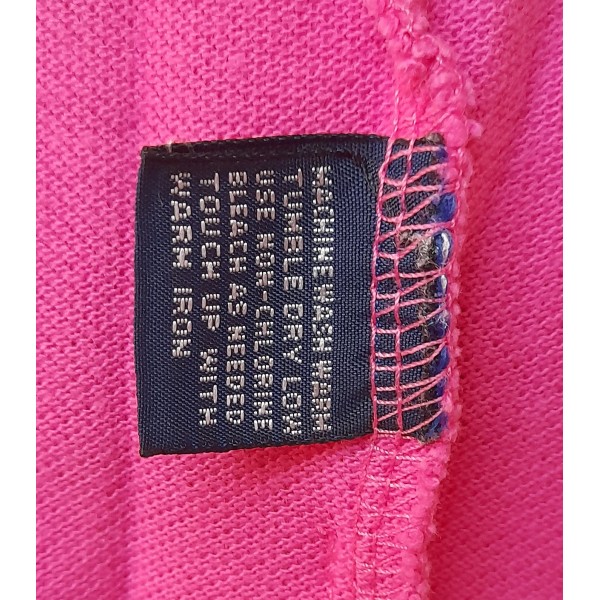 MACHINE WASH WARM
TUMBLE DRY LOW
USE NON-CHLORINE
BLEACH AS NEEDED
TOUCH UP WITH
WARM IRON